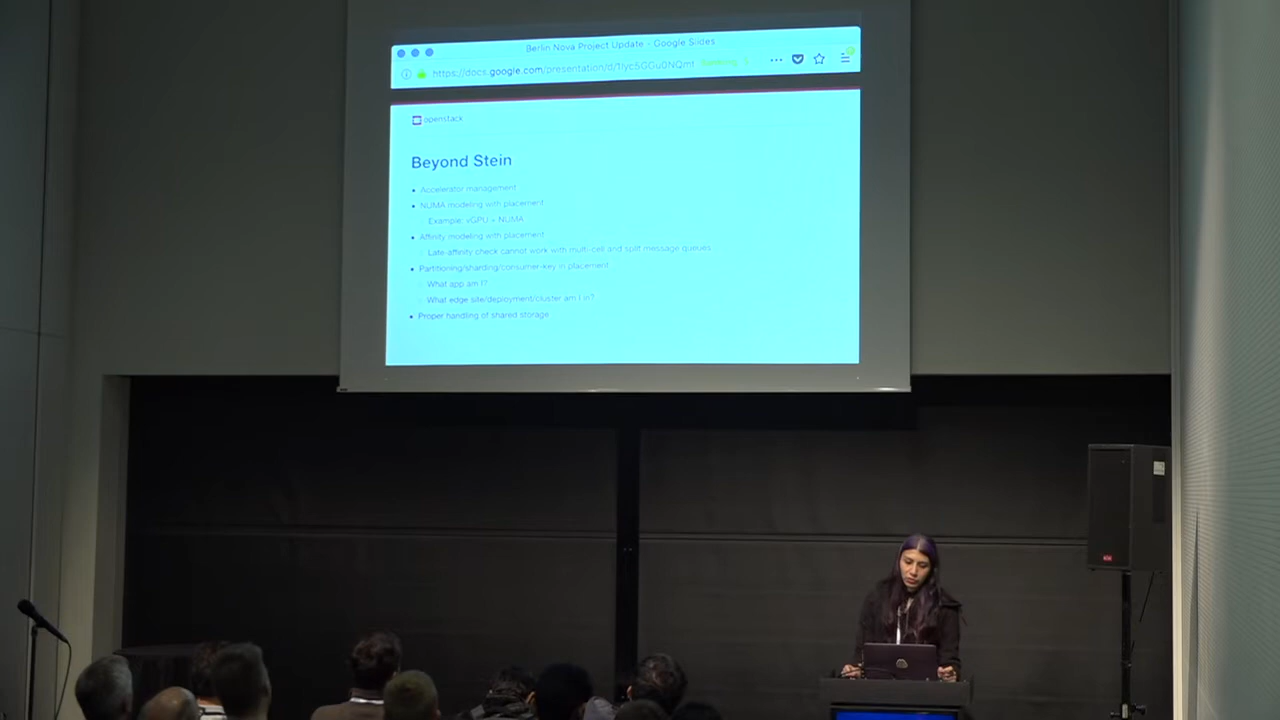 Berlin Nova Project Update - Google Slides
https://docs.google.com/presentation/d/1lyc5GGu0NQmt
openstack
Beyond Stein
Accelerator management
NUMA modeling with placement
Example: vGPU + NUMA
Affinity modeling with placement
Late-affinity check cannot work with multi-cell and split message queues
Partitioning/sharding/consumer-key in placement
What app am I?
What edge site/deployment/cluster am I in?
Proper handling of shared storage